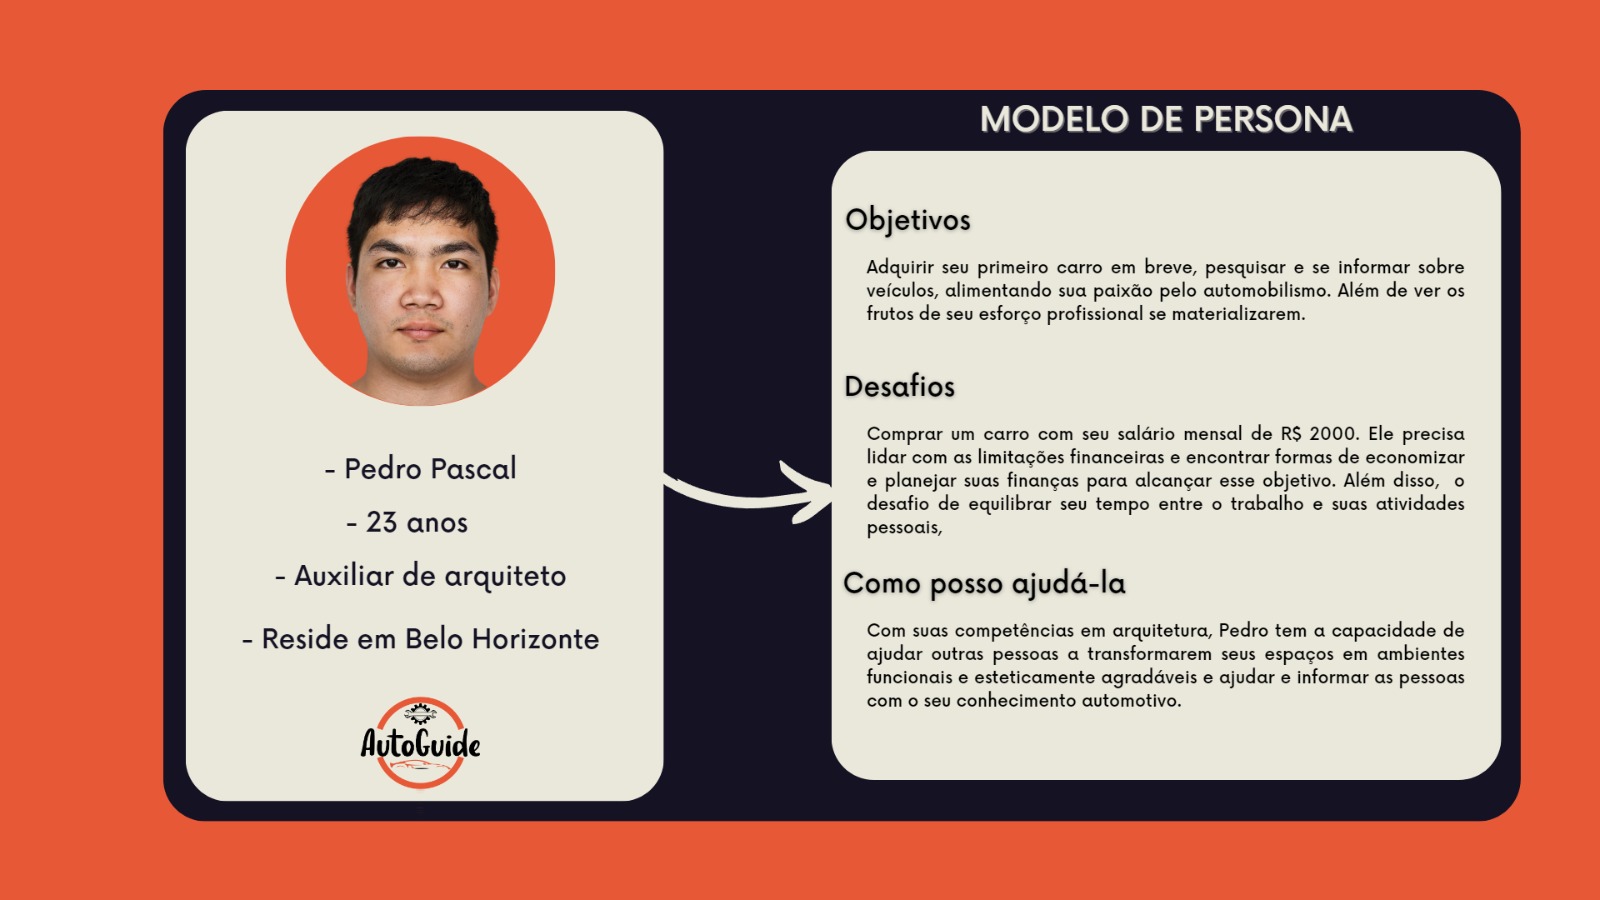 MODELO DE PERSONA
- Pedro Pascal
- 23 anos
- Auxiliar de arquiteto
- Reside em Belo Horizonte
AutoGuide
Objetivos
Adquirir seu primeiro carro em breve, pesquisar e se informar sobre
veículos, alimentando sua paixão pelo automobilismo. Além de ver os
frutos de seu esforço profissional se materializarem.
Desafios
Comprar um carro com seu salário mensal de R$ 2000. Ele precisa
lidar com as limitações financeiras e encontrar formas de economizar
e planejar suas finanças para alcançar esse objetivo. Além disso, o
desafio de equilibrar seu tempo entre o trabalho e suas atividades
pessoais,
Como posso ajudá-la
Com suas competências em arquitetura, Pedro tem a capacidade de
ajudar outras pessoas a transformarem seus espaços em ambientes
funcionais e esteticamente agradáveis e ajudar e informar as pessoas
com o seu conhecimento automotivo.